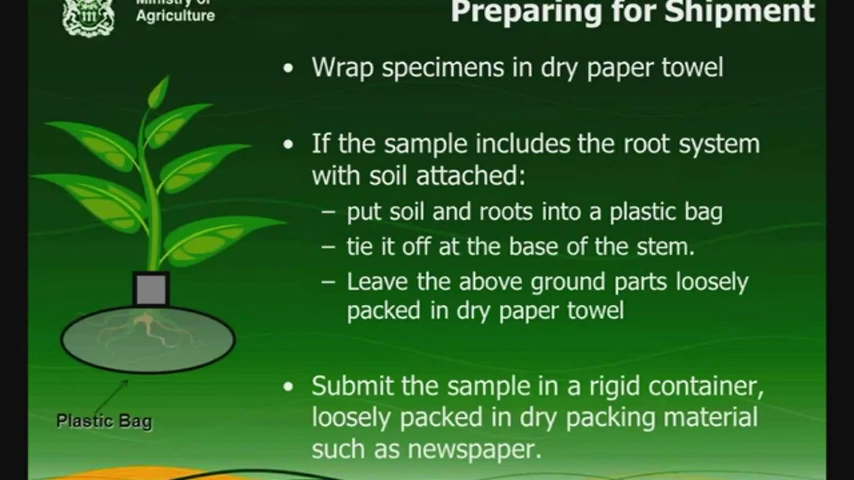 Ministry of
Agriculture
Preparing for Shipment
• Wrap specimens in dry paper towel
• If the sample includes the root system
with soil attached:
– put soil and roots into a plastic bag
– tie it off at the base of the stem.
– Leave the above ground parts loosely
packed in dry paper towel
Plastic Bag
• Submit the sample in a rigid container,
loosely packed in dry packing material
such as newspaper.